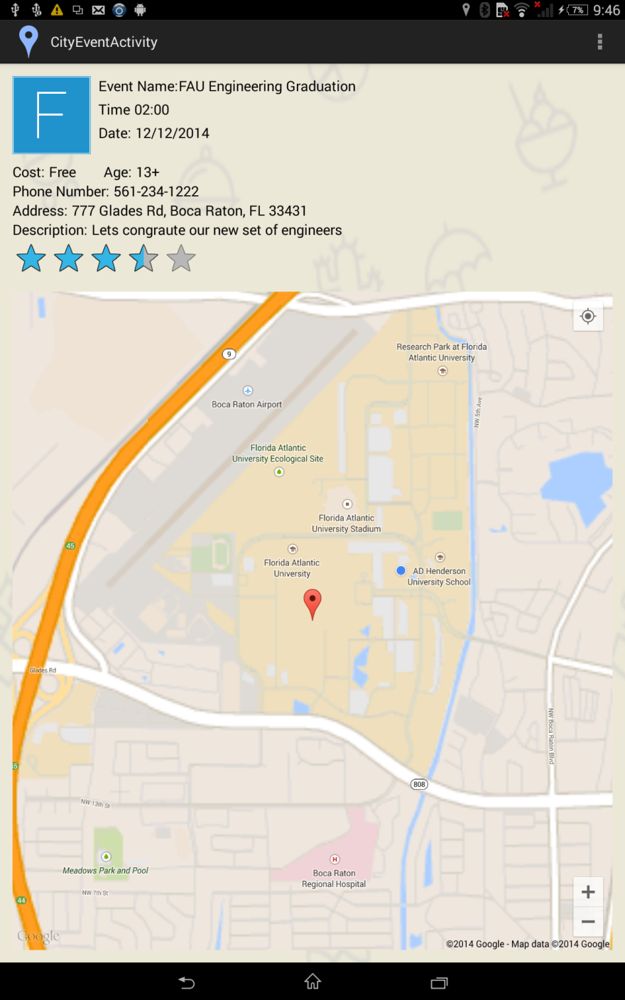 7% 9:46
CityEventActivity
F
Event Name:FAU Engineering Graduation
Time 02:00
Date: 12/12/2014
Cost: Free Age: 13+
Phone Number: 561-234-1222
Address: 777 Glades Rd, Boca Raton, FL 33431
Description: Lets congraute our new set of engineers
9
Research Park at Florida
Atlantic University
Boca Raton Airport
NW 5th Ave
Florida Atlantic
University Ecological Site
Florida Atlantic
University Stadium
45
Florida Atlantic
University
AD Henderson
University School
Glades Rd
NW Boca Raton Blvd
5
808
NW 13th St
H
Meadows Park and Pool
Boca Raton
Regional Hospital
NW 7th St
44
Google
©2014 Google - Map data ©2014 Google